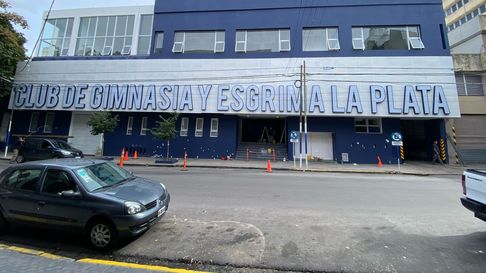 CLUB DE GIMNASIA Y ESGRIMA LA PLATA